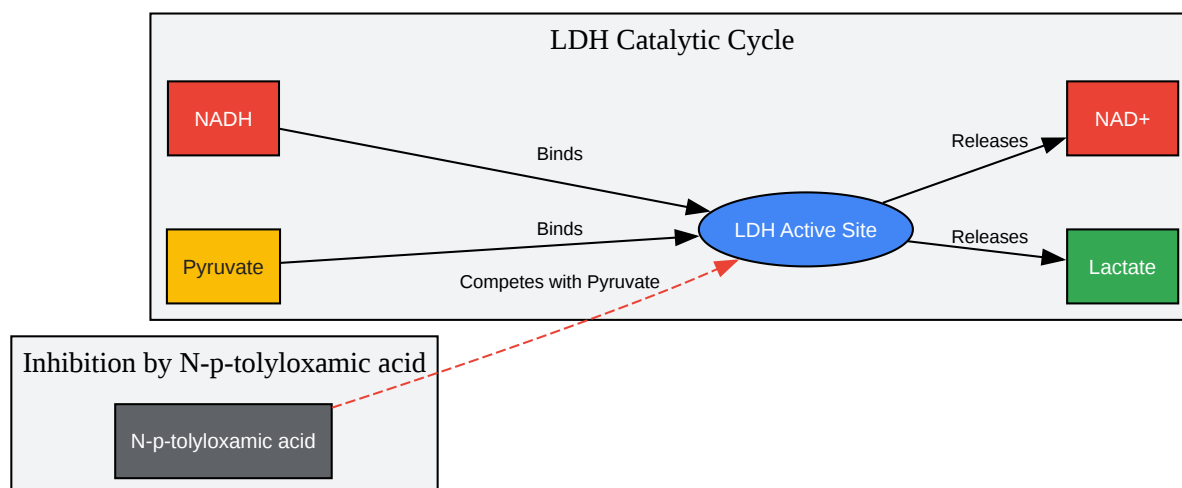 LDH Catalytic Cycle
NADH
Binds
Releases
NAD+
Pyruvate
Binds
LDH Active Site
Releases
Lactate
Competes with Pyruvate
Inhibition by N-p-tolyloxamic acid
N-p-tolyloxamic acid